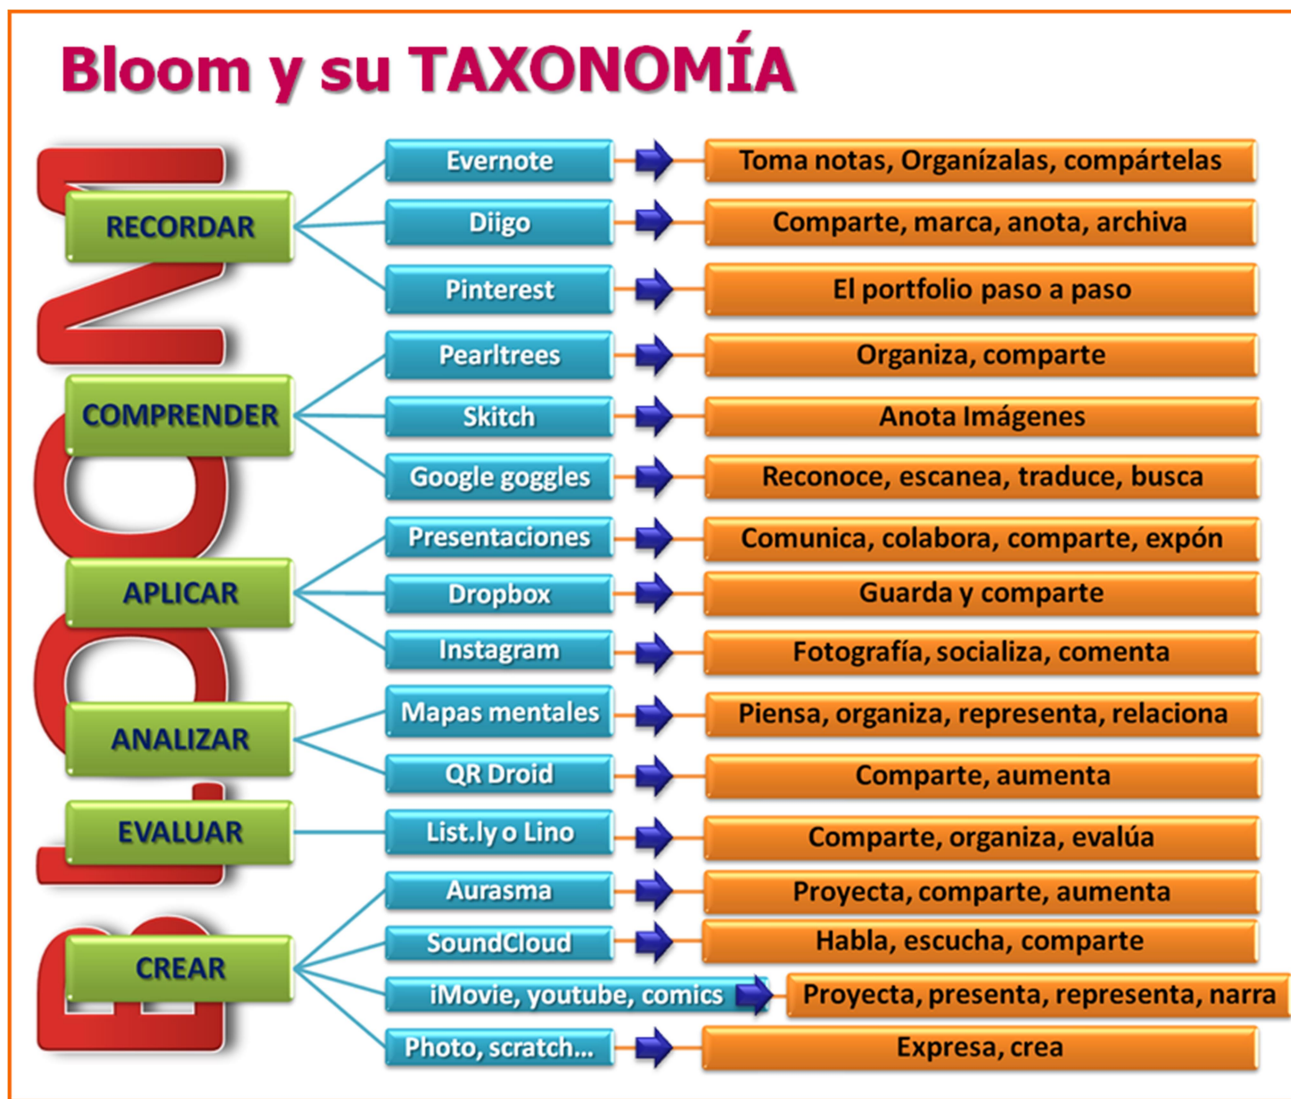 Bloom y su TAXONOMÍA
BLOOM
RECORDAR
Evernote
Toma notas, Organízalas, compártelas
Diigo
Comparte, marca, anota, archiva
Pinterest
El portfolio paso a paso
COMPRENDER
Pearltrees
Organiza, comparte
Skitch
Anota Imágenes
Google goggles
Reconoce, escanea, traduce, busca
APLICAR
Presentaciones
Comunica, colabora, comparte, expón
Dropbox
Guarda y comparte
Instagram
Fotografía, socializa, comenta
ANALIZAR
Mapas mentales
Piensa, organiza, representa, relaciona
QR Droid
Comparte, aumenta
EVALUAR
List.ly o Lino
Comparte, organiza, evalúa
CREAR
Aurasma
Proyecta, comparte, aumenta
SoundCloud
Habla, escucha, comparte
iMovie, youtube, comics
Proyecta, presenta, representa, narra
Photo, scratch...
Expresa, crea